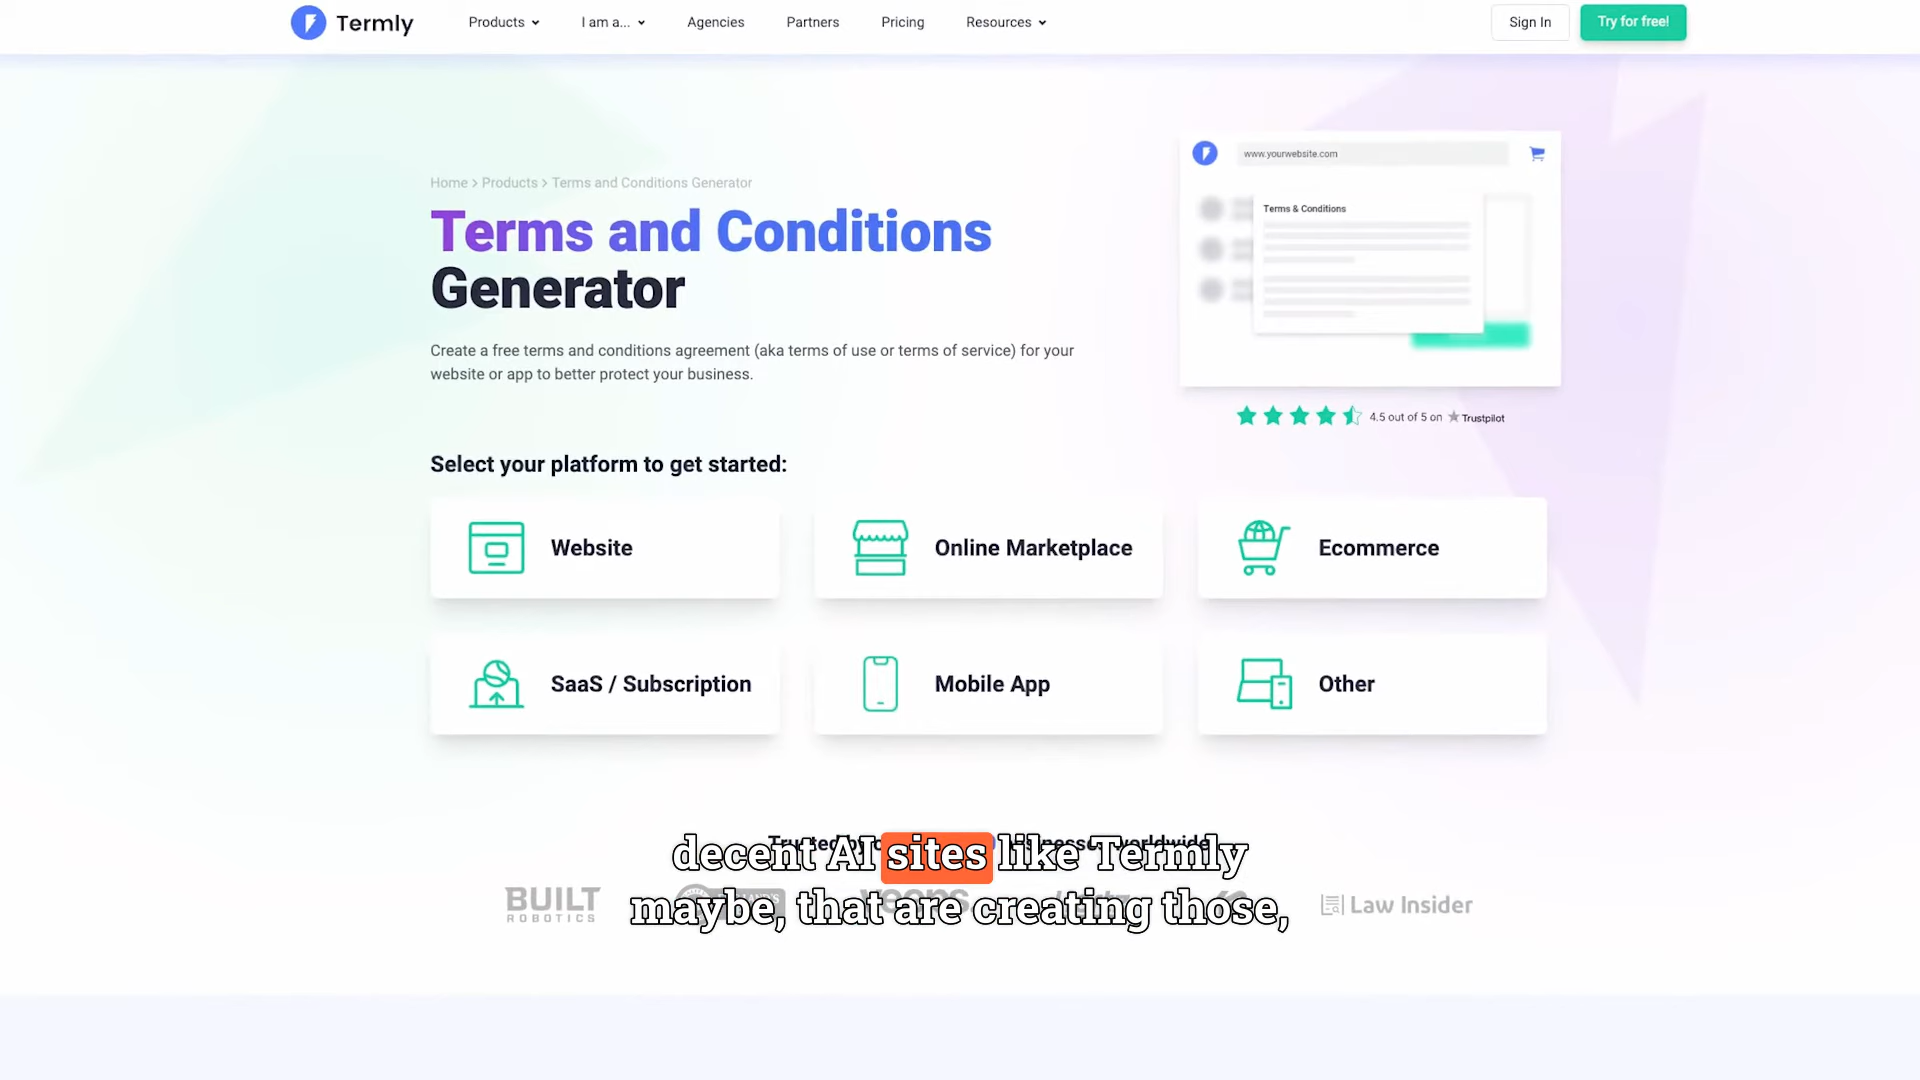 Termly
Products
I am a...
Agencies
Partners
Pricing
Resources
Sign In
Try for free!
www.yourwebsite.com
Terms & Conditions
Home > Products > Terms and Conditions Generator
Terms and Conditions
Generator
Create a free terms and conditions agreement (aka terms of use or terms of service) for your
website or app to better protect your business.
4.5 out of 5 on Trustpilot
Select your platform to get started:
Website
Online Marketplace
Ecommerce
SaaS / Subscription
Mobile App
Other
Trusted by
worldwide
decent AI sites like Termly
maybe, that are creating those,
BUILT
ROBOTICS
Law Insider